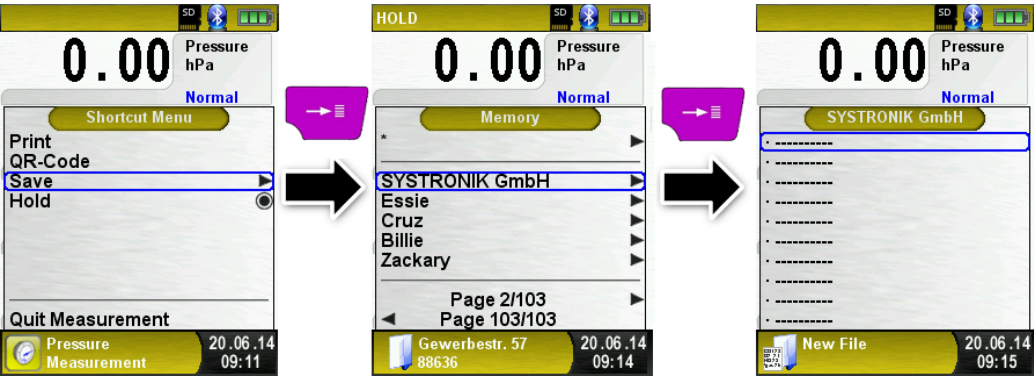 SD
0.00
Pressure
hPa
Normal
Shortcut Menu
Print
QR-Code
Save
Hold
Quit Measurement
Pressure
Measurement
20.06.14
09:11
HOLD
SD
0.00
Pressure
hPa
Normal
Memory
*
SYSTRONIK GmbH
Essie
Cruz
Billie
Zackary
Page 2/103
Page 103/103
Gewerbestr. 57
88636
20.06.14
09:14
SD
0.00
Pressure
hPa
Normal
SYSTRONIK GmbH
· ----------
· ----------
· ----------
· ----------
· ----------
· ----------
· ----------
· ----------
· ----------
· ----------
New File
20.06.14
09:15